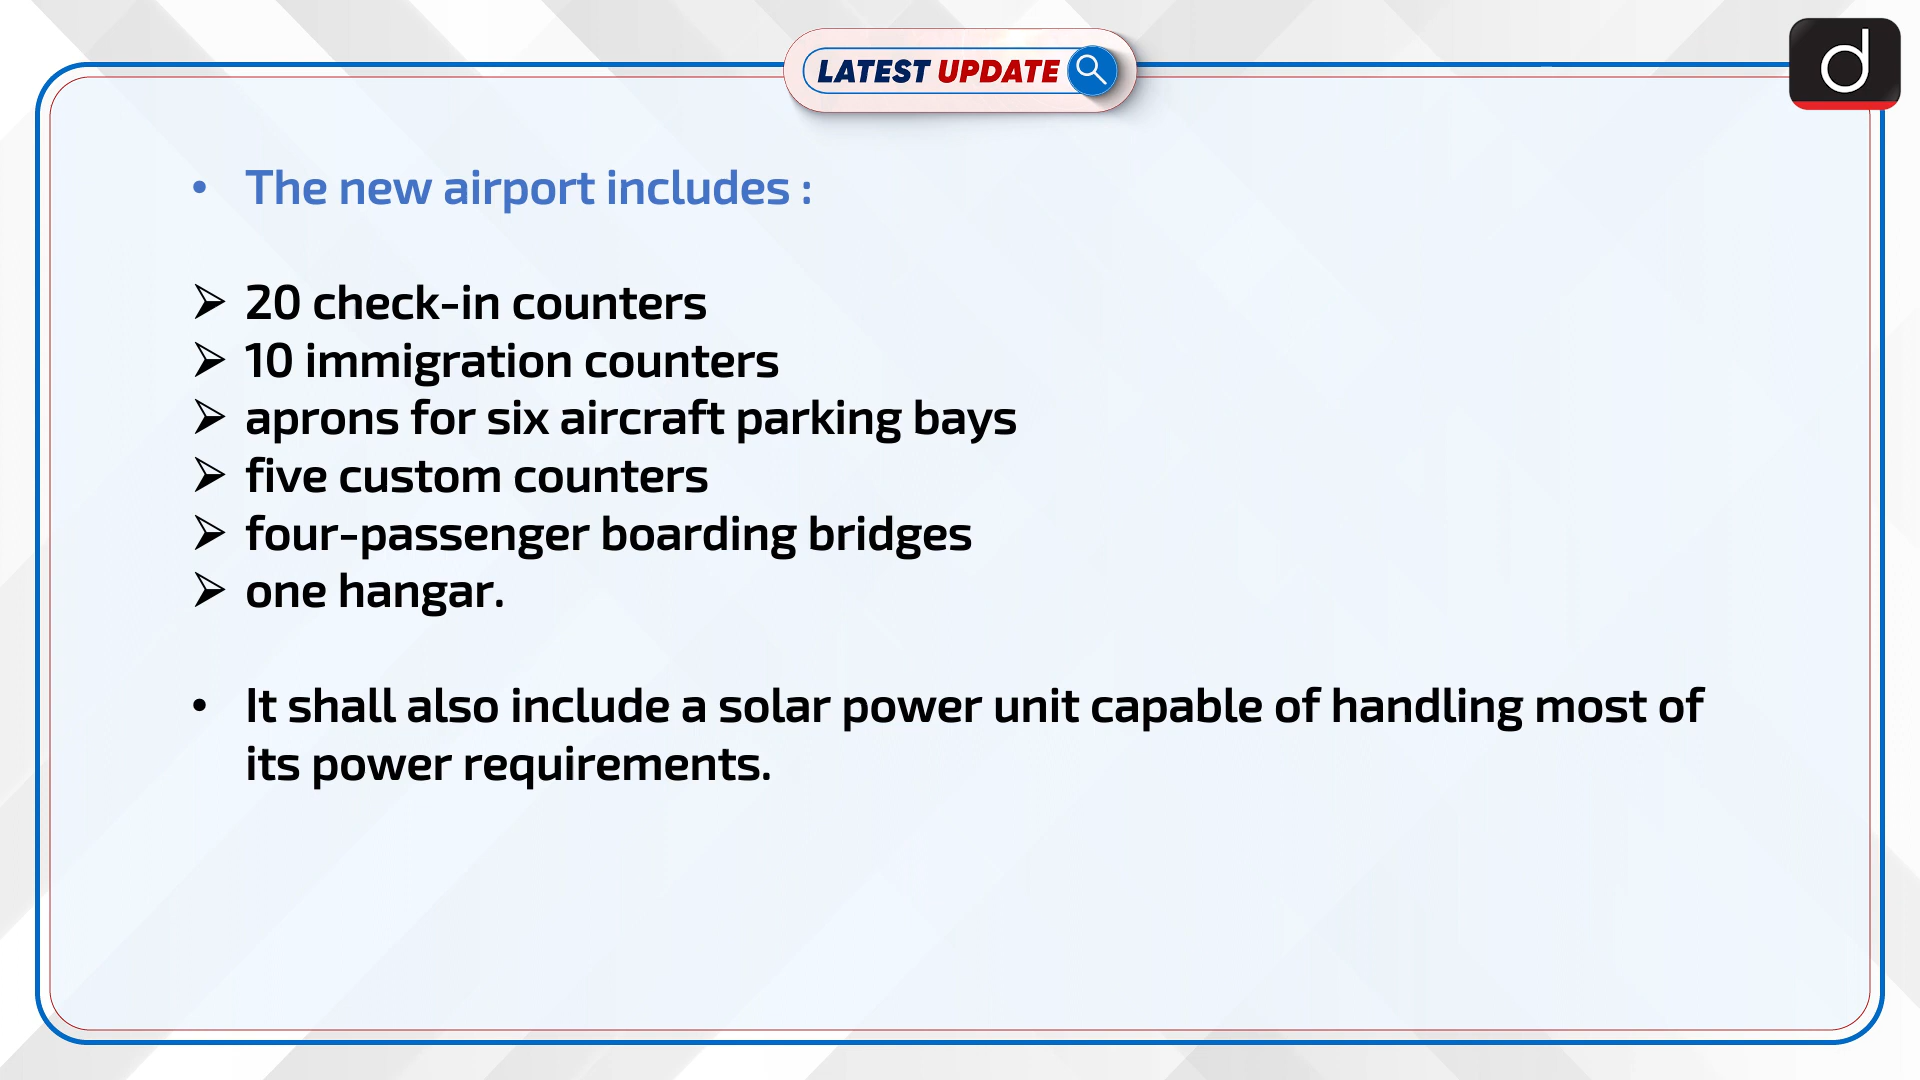 LATEST UPDATE
d
• The new airport includes :
➢ 20 check-in counters
➢ 10 immigration counters
➢ aprons for six aircraft parking bays
➢ five custom counters
➢ four-passenger boarding bridges
➢ one hangar.
• It shall also include a solar power unit capable of handling most of
its power requirements.